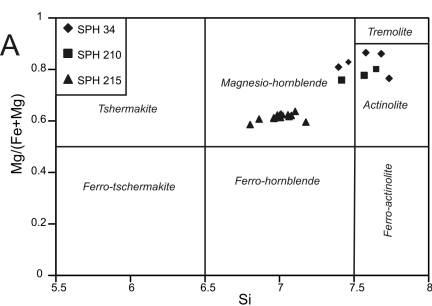 A
SPH 34
SPH 210
SPH 215
Tremolite
Magnesio-hornblende
Tshermakite
Actinolite
Ferro-tschermakite
Ferro-hornblende
Ferro-actinolite
Mg/(Fe+Mg)
1
0.8
0.6
0.4
0.2
0
5.5
6
6.5
7
7.5
8
Si